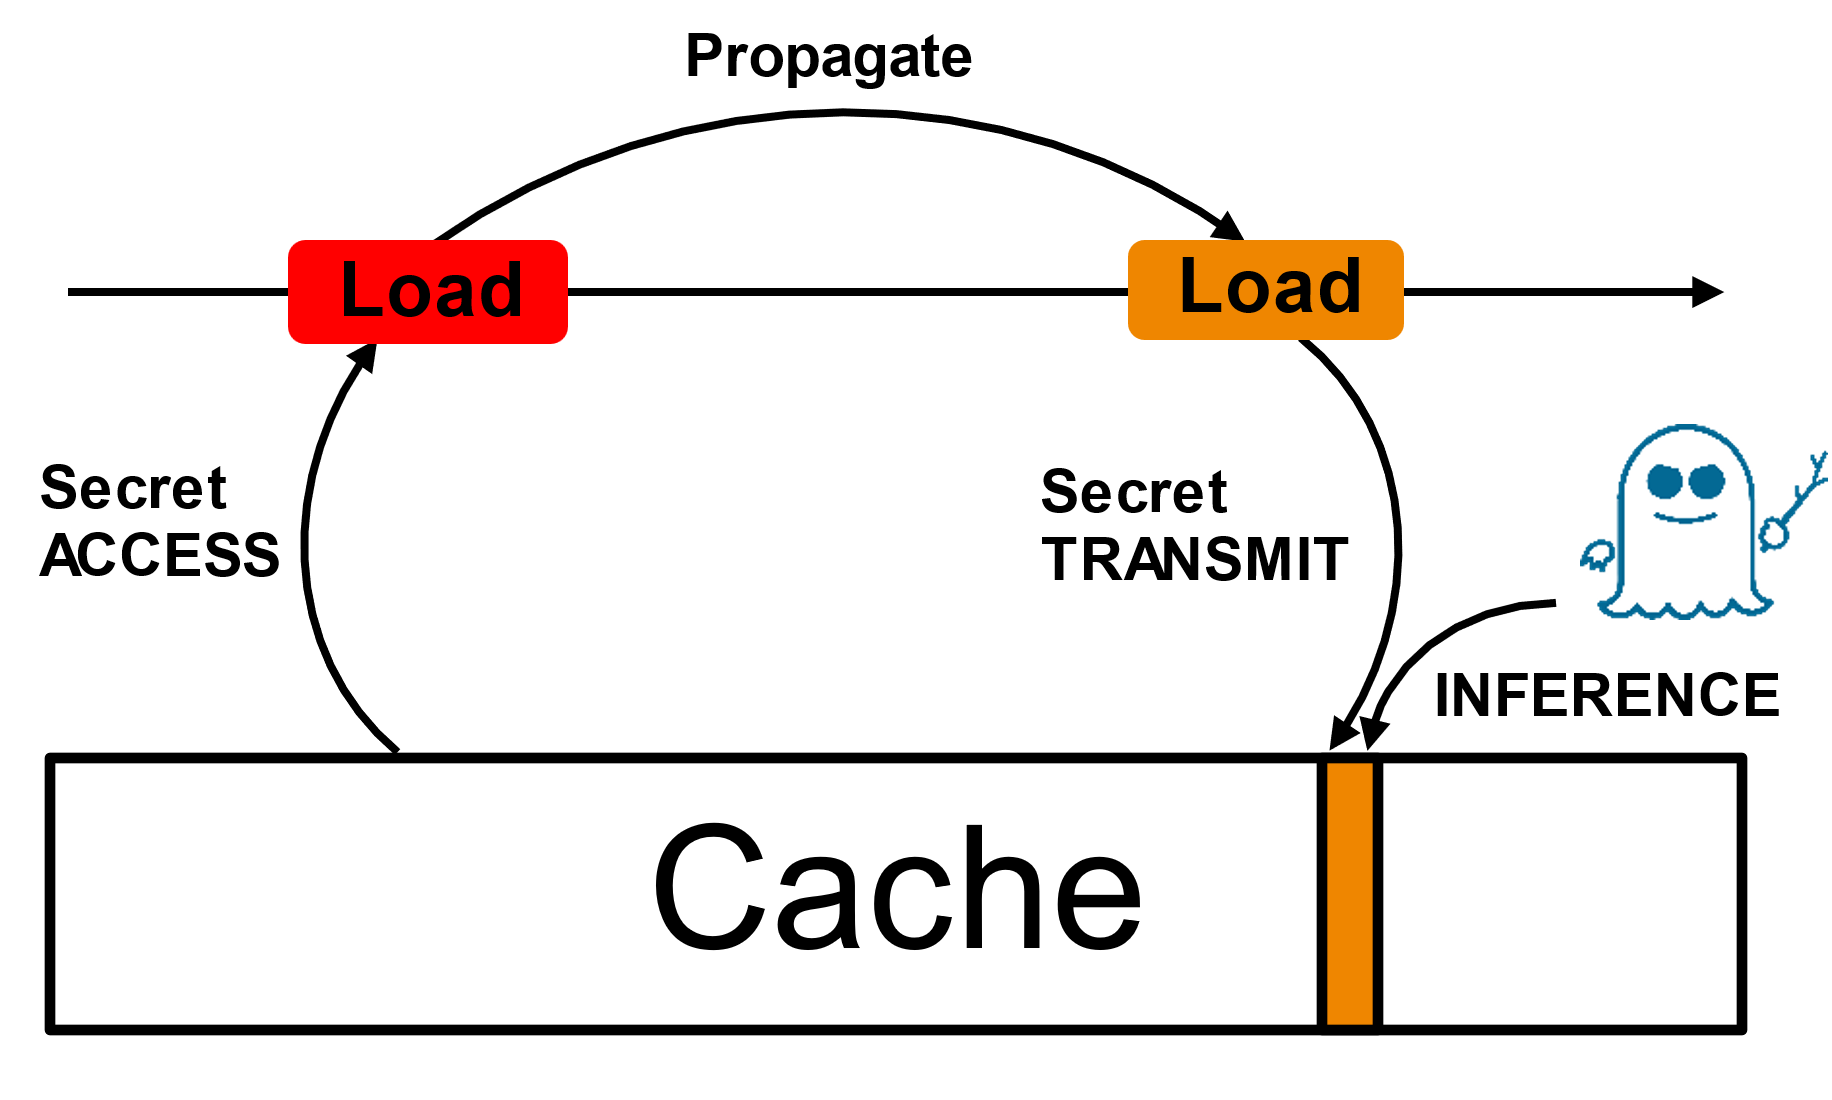 Propagate
Load
Load
Secret
ACCESS
Secret
TRANSMIT
INFERENCE
Cache